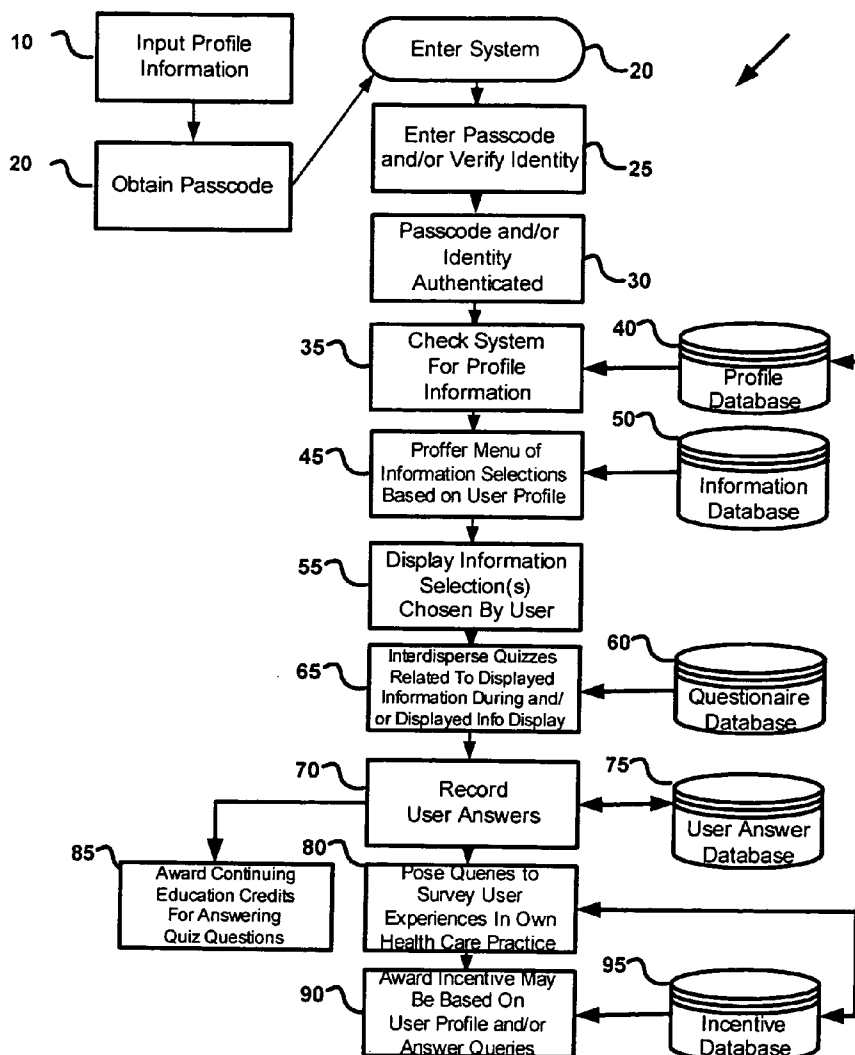 10
Input Profile
Information
Enter System
20
20
Obtain Passcode
Enter Passcode
and/or Verify Identity
25
Passcode and/or
Identity
Authenticated
30
35
Check System
For Profile
Information
40
Profile
Database
45
Proffer Menu of
Information Selections
Based on User Profile
50
Information
Database
55
Display Information
Selection(s)
Chosen By User
65
Interdisperse Quizzes
Related To Displayed
Information During and/
or Displayed Info Display
60
Questionaire
Database
70
Record
User Answers
75
User Answer
Database
85
Award Continuing
Education Credits
For Answering
Quiz Questions
80
Pose Queries to
Survey User
Experiences In Own
Health Care Practice
90
Award Incentive May
Be Based On
User Profile and/or
Answer Queries
95
Incentive
Database